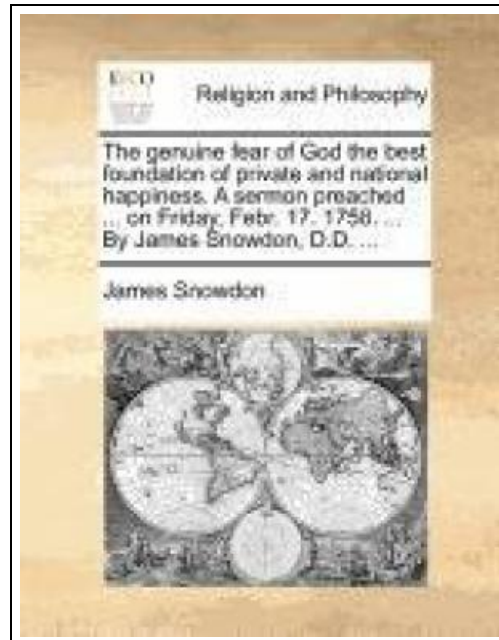 ECCO
Religion and Philosophy
The genuine fear of God the best
foundation of private and national
happiness. A sermon preached
... on Friday, Febr. 17. 1758. ...
By James Snowdon, D.D. ...
James Snowdon